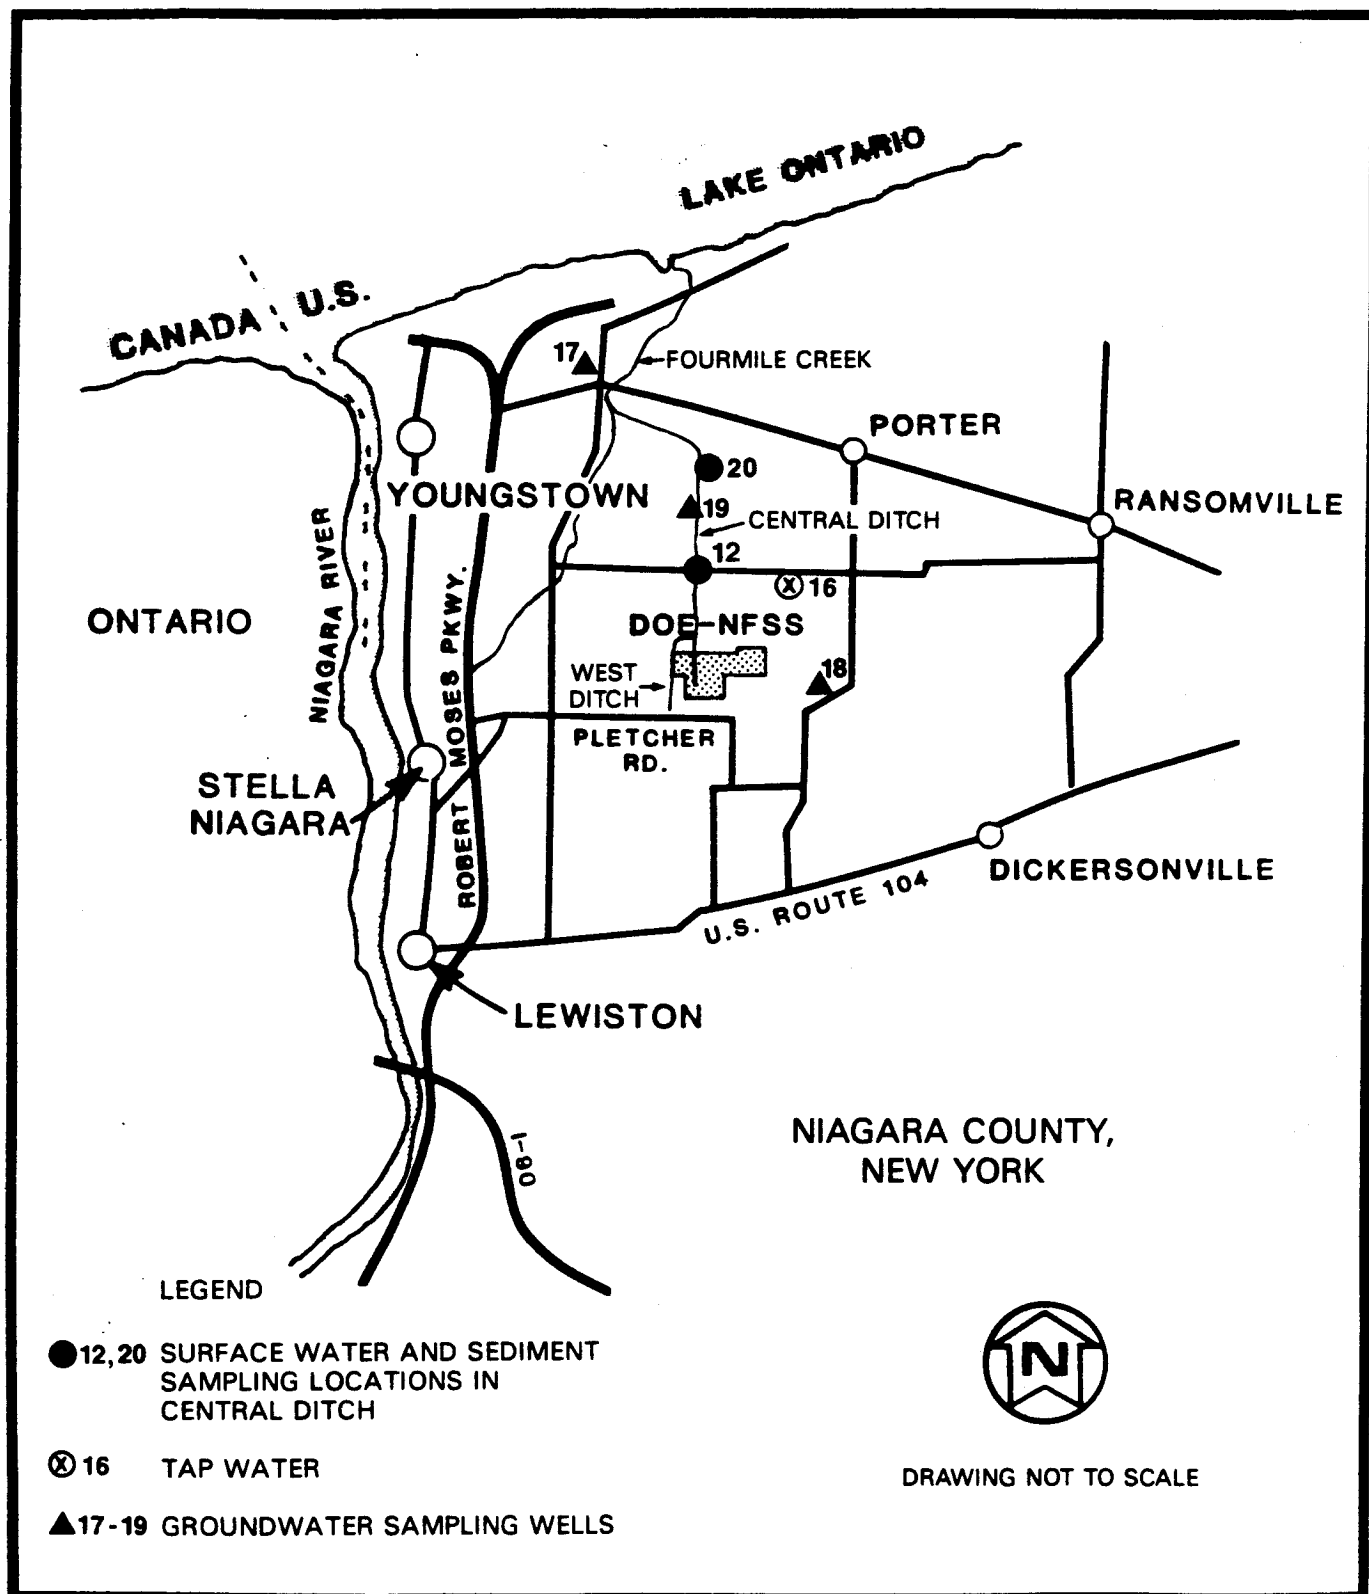 LAKE ONTARIO
CANADA
U.S.
17
FOURMILE CREEK
PORTER
20
YOUNGSTOWN
19
CENTRAL DITCH
RANSOMVILLE
12
16
NIAGARA RIVER
ONTARIO
ROBERT MOSES PKWY.
DOE-NFSS
WEST
DITCH
18
PLETCHER
RD.
STELLA
NIAGARA
DICKERSONVILLE
U.S. ROUTE 104
LEWISTON
I-90
NIAGARA COUNTY,
NEW YORK
LEGEND
12,20 SURFACE WATER AND SEDIMENT
SAMPLING LOCATIONS IN
CENTRAL DITCH
X 16 TAP WATER
17-19 GROUNDWATER SAMPLING WELLS
N
DRAWING NOT TO SCALE